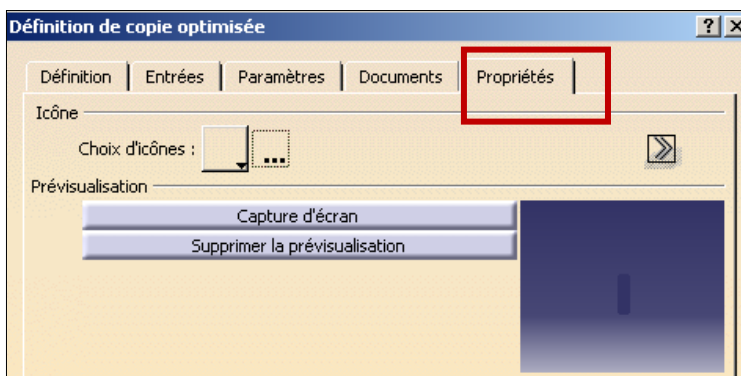 Définition de copie optimisée
Définition Entrées Paramètres Documents Propriétés
Icône
Choix d'icônes : ...
Prévisualisation
Capture d'écran
Supprimer la prévisualisation